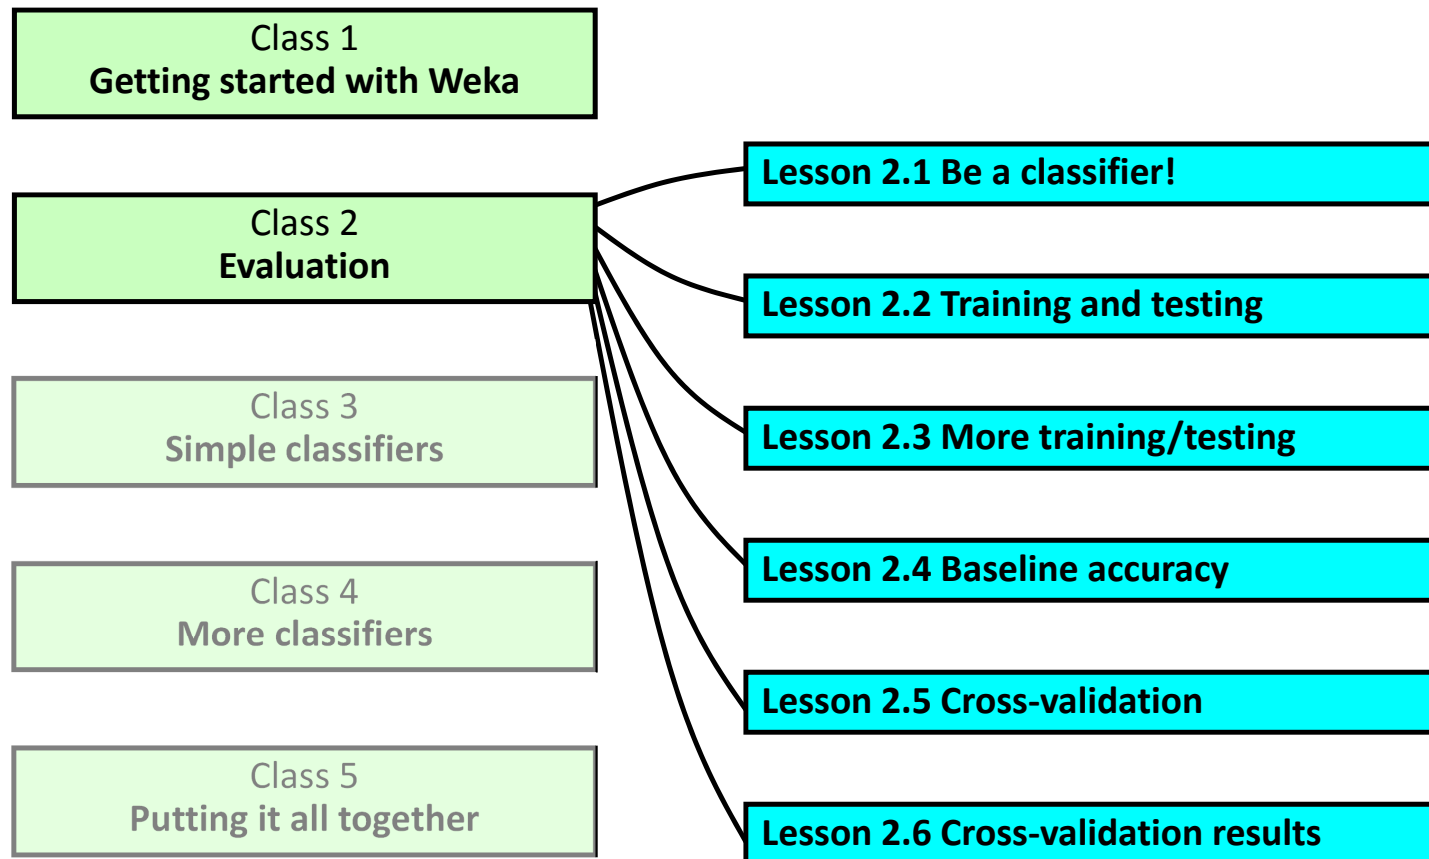 Class 1
Getting started with Weka
Class 2
Evaluation
Class 3
Simple classifiers
Class 4
More classifiers
Class 5
Putting it all together
Lesson 2.1 Be a classifier!
Lesson 2.2 Training and testing
Lesson 2.3 More training/testing
Lesson 2.4 Baseline accuracy
Lesson 2.5 Cross-validation
Lesson 2.6 Cross-validation results